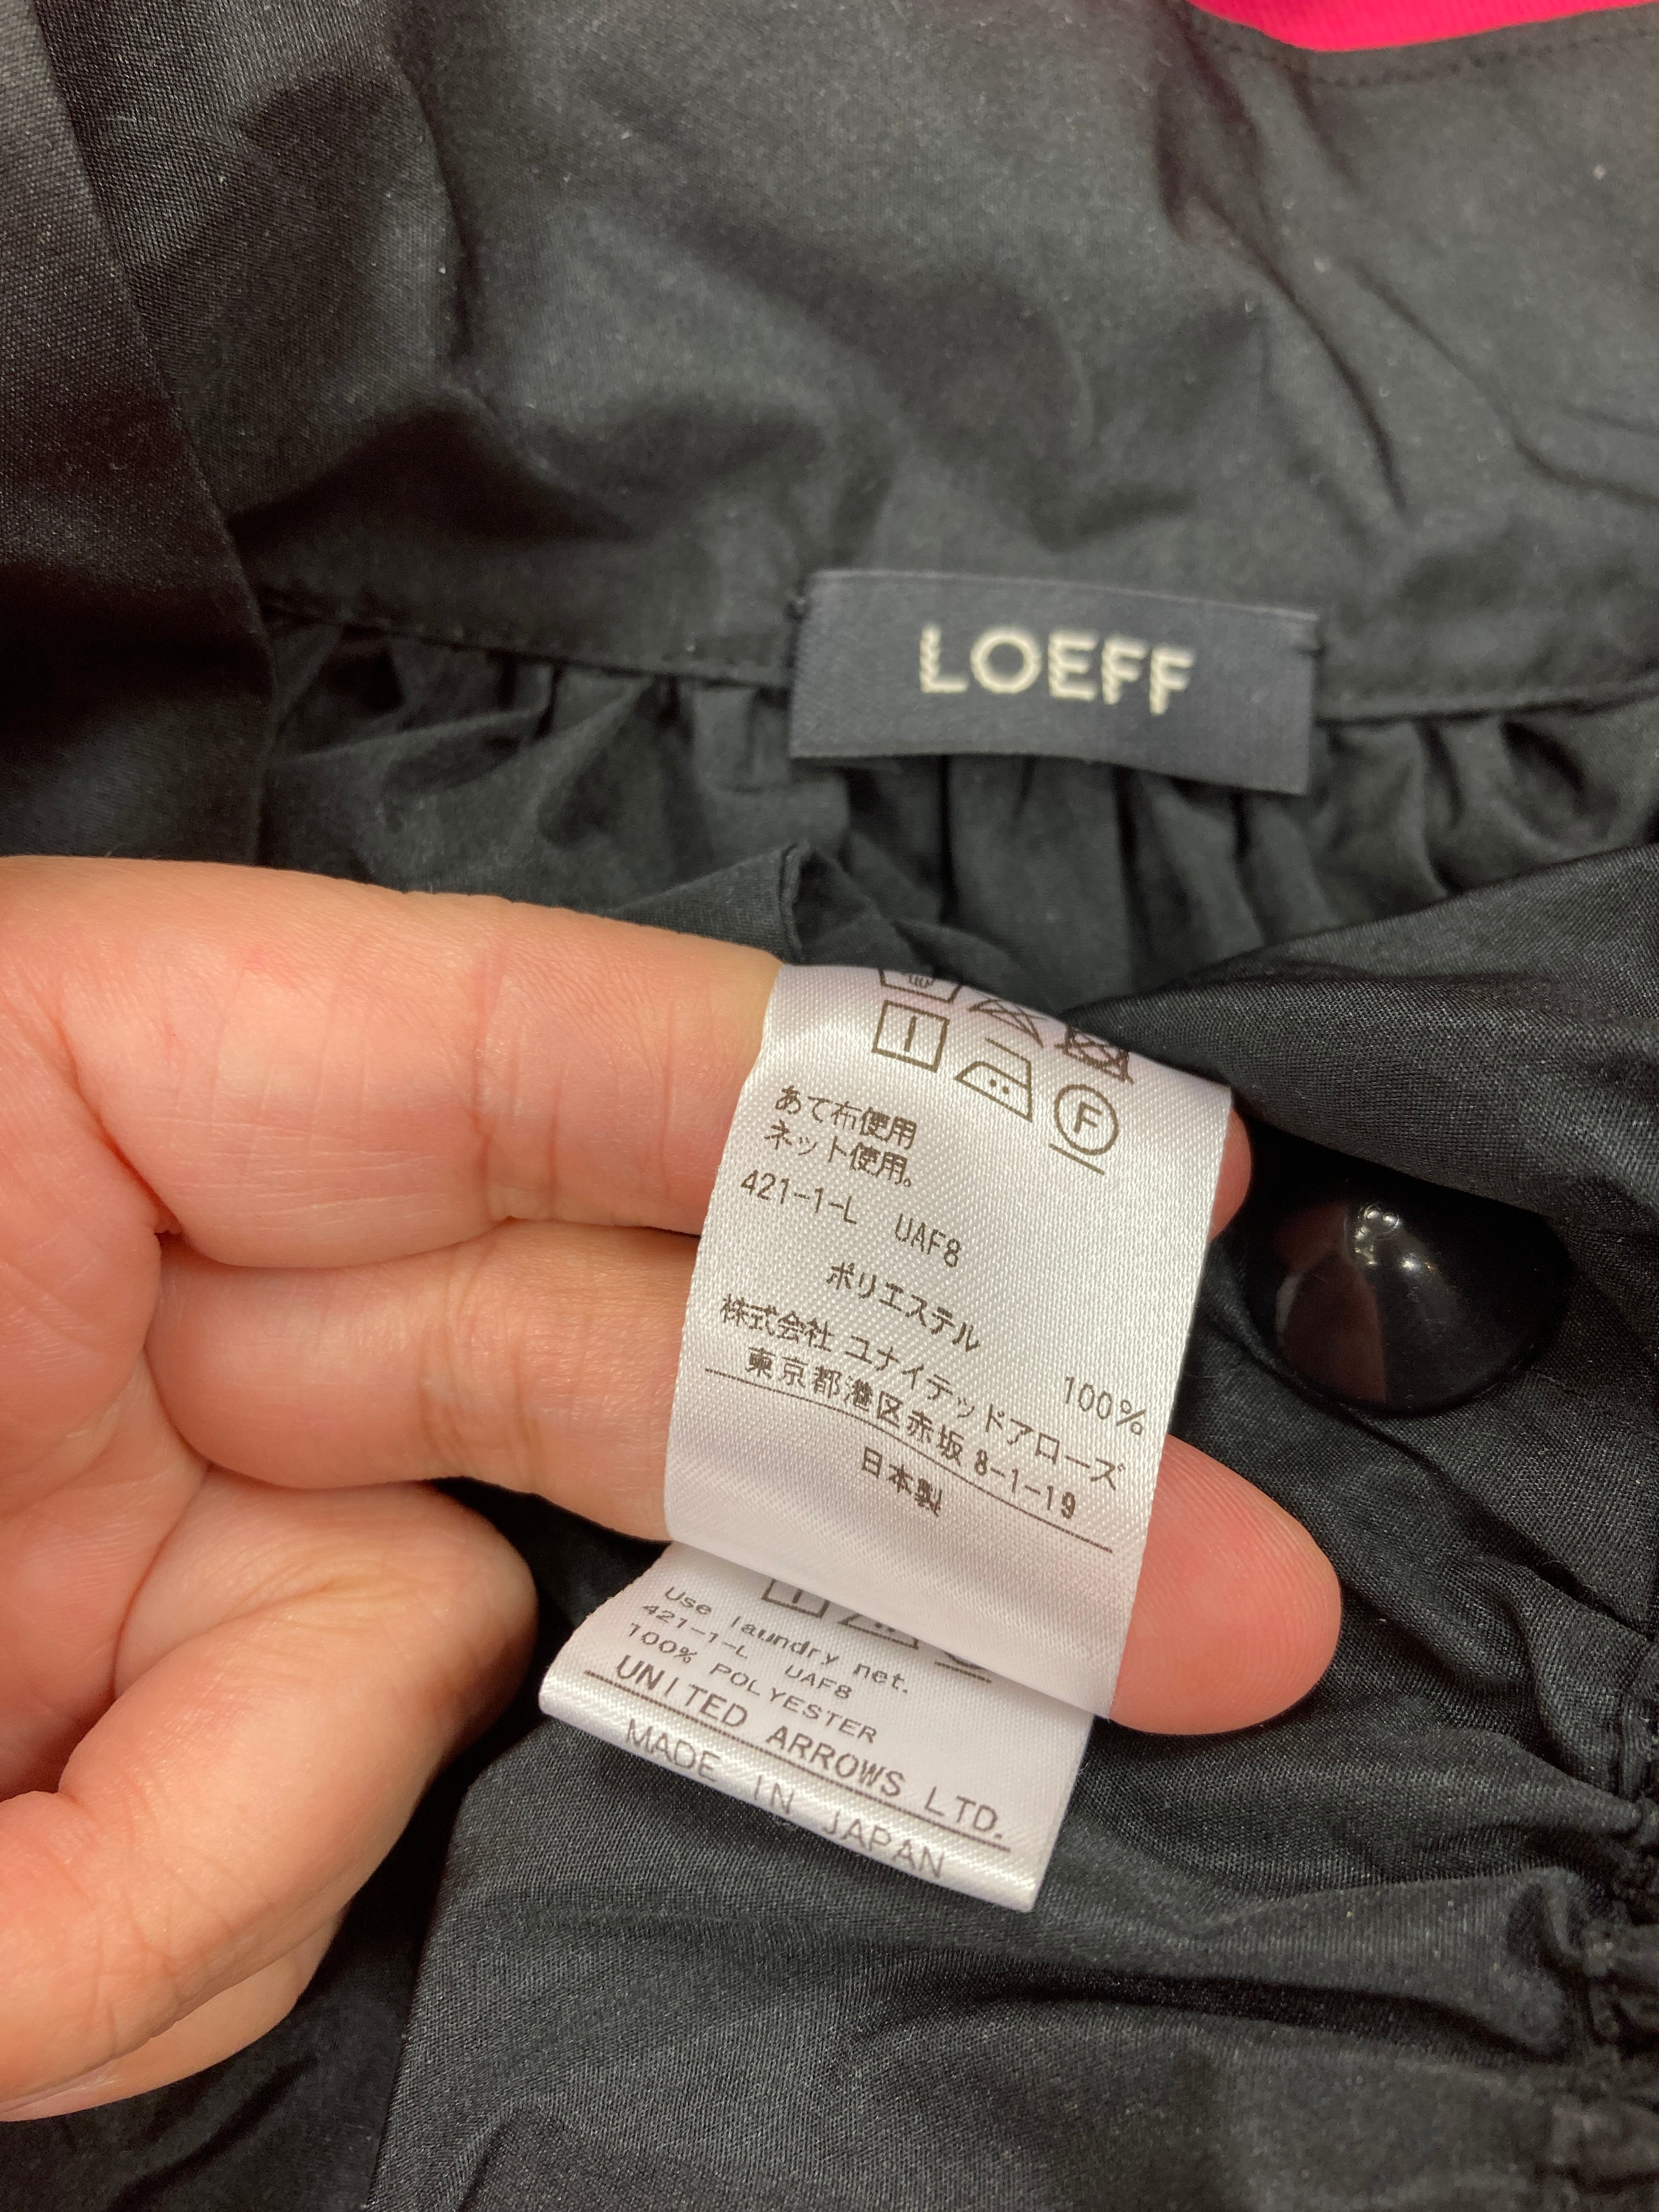 LOEFF
F
あて布使用
ネット使用。
421-1-L UAF8
ポリエステル
100%
株式会社 ユナイテッドアローズ
東京都港区赤坂 8-1-19
日本製
Use laundry net.
421-1-L UAF8
100% POLYESTER
UNITED ARROWS LTD.
MADE IN JAPAN